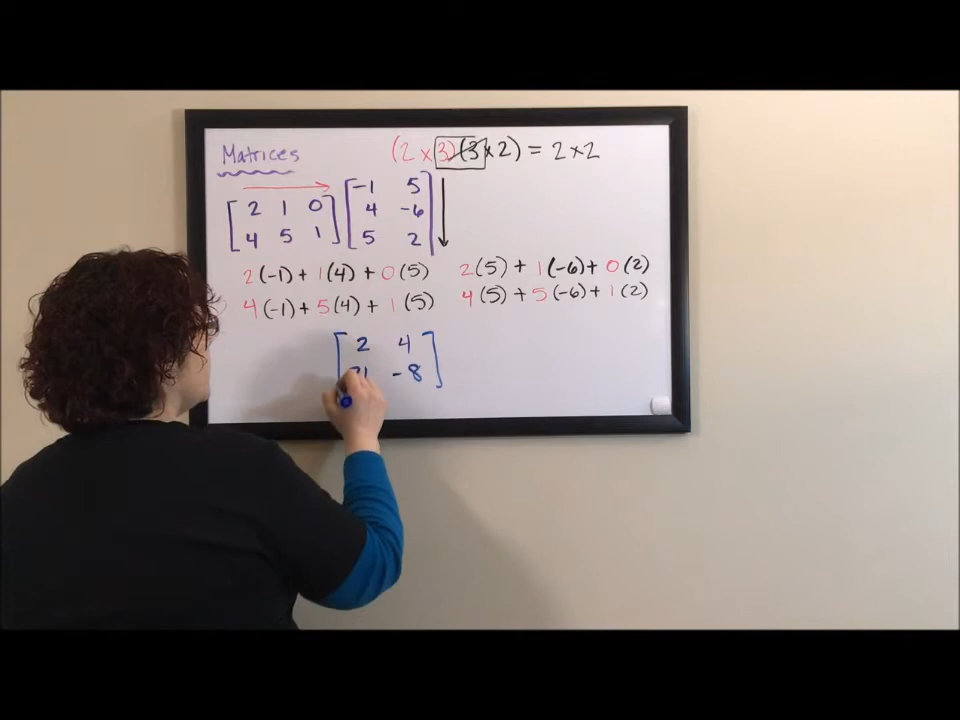 Matrices
(2 x 3) (3 x 2) = 2 x 2
[2 1 0] [-1 5]
[4 5 1] [4 -6]
[5 2]
2(-1) + 1(4) + 0(5) 2(5) + 1(-6) + 0(2)
4(-1) + 5(4) + 1(5) 4(5) + 5(-6) + 1(2)
[2 4]
[21 -8]